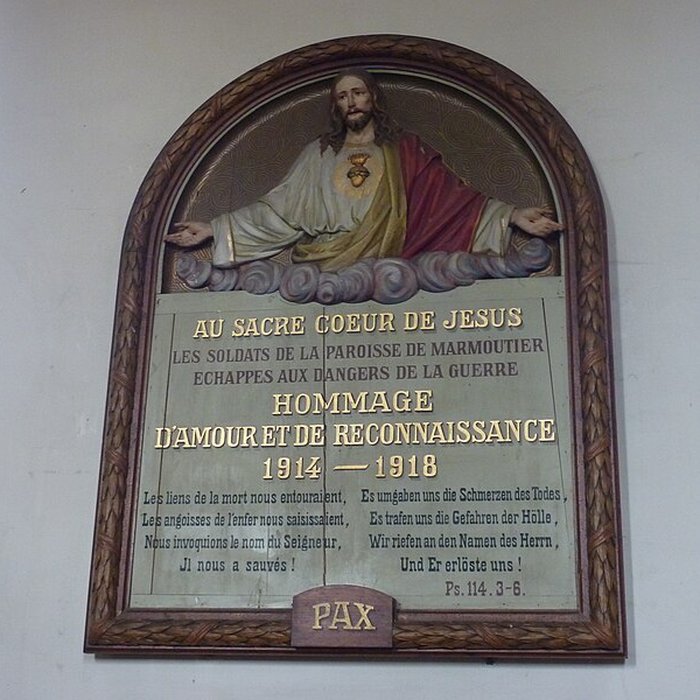 AU SACRE COEUR DE JESUS
LES SOLDATS DE LA PAROISSE DE MARMOUTIER
ECHAPPES AUX DANGERS DE LA GUERRE
HOMMAGE
D'AMOUR ET DE RECONNAISSANCE
1914 — 1918
Les liens de la mort nous entouraient,
Les angoisses de l'enfer nous saisissaient,
Nous invoquions le nom du Seigneur,
Jl nous a sauvés !
Es umgaben uns die Schmerzen des Todes,
Es trafen uns die Gefahren der Hölle,
Wir riefen an den Namen des Herrn,
Und Er erlöste uns !
Ps. 114. 3-6.
PAX